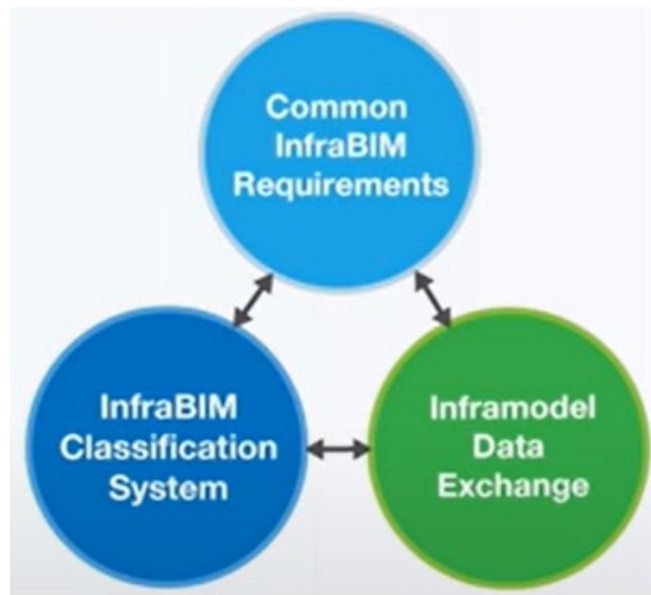 Common
InfraBIM
Requirements
InfraBIM
Classification
System
Inframodel
Data
Exchange